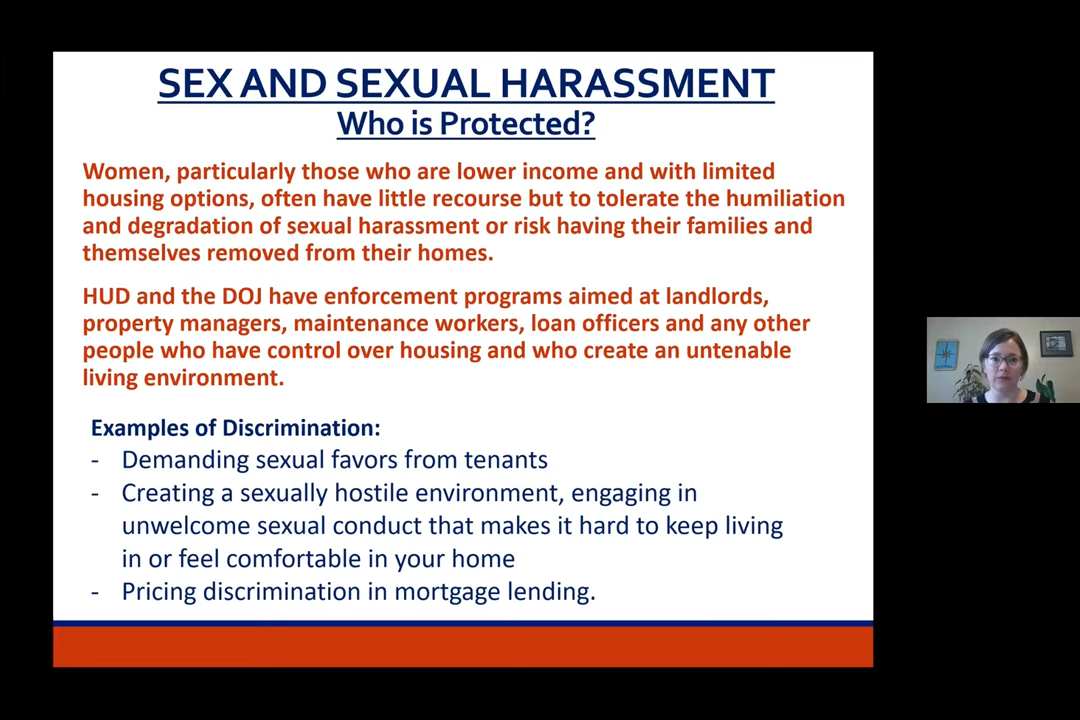 SEX AND SEXUAL HARASSMENT
Who is Protected?
Women, particularly those who are lower income and with limited
housing options, often have little recourse but to tolerate the humiliation
and degradation of sexual harassment or risk having their families and
themselves removed from their homes.
HUD and the DOJ have enforcement programs aimed at landlords,
property managers, maintenance workers, loan officers and any other
people who have control over housing and who create an untenable
living environment.
Examples of Discrimination:
- Demanding sexual favors from tenants
- Creating a sexually hostile environment, engaging in
unwelcome sexual conduct that makes it hard to keep living
in or feel comfortable in your home
- Pricing discrimination in mortgage lending.